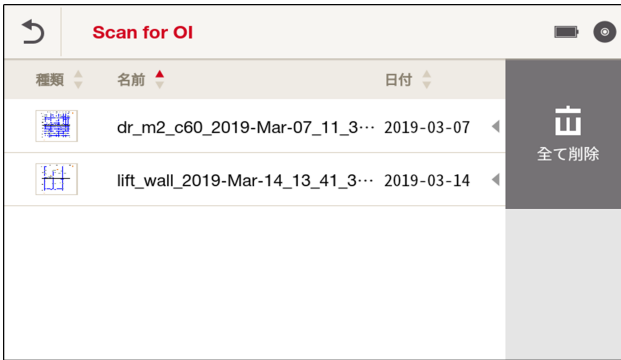 Scan for OI
種類 名前 日付
dr_m2_c60_2019-Mar-07_11_3… 2019-03-07
lift_wall_2019-Mar-14_13_41_3… 2019-03-14
全て削除